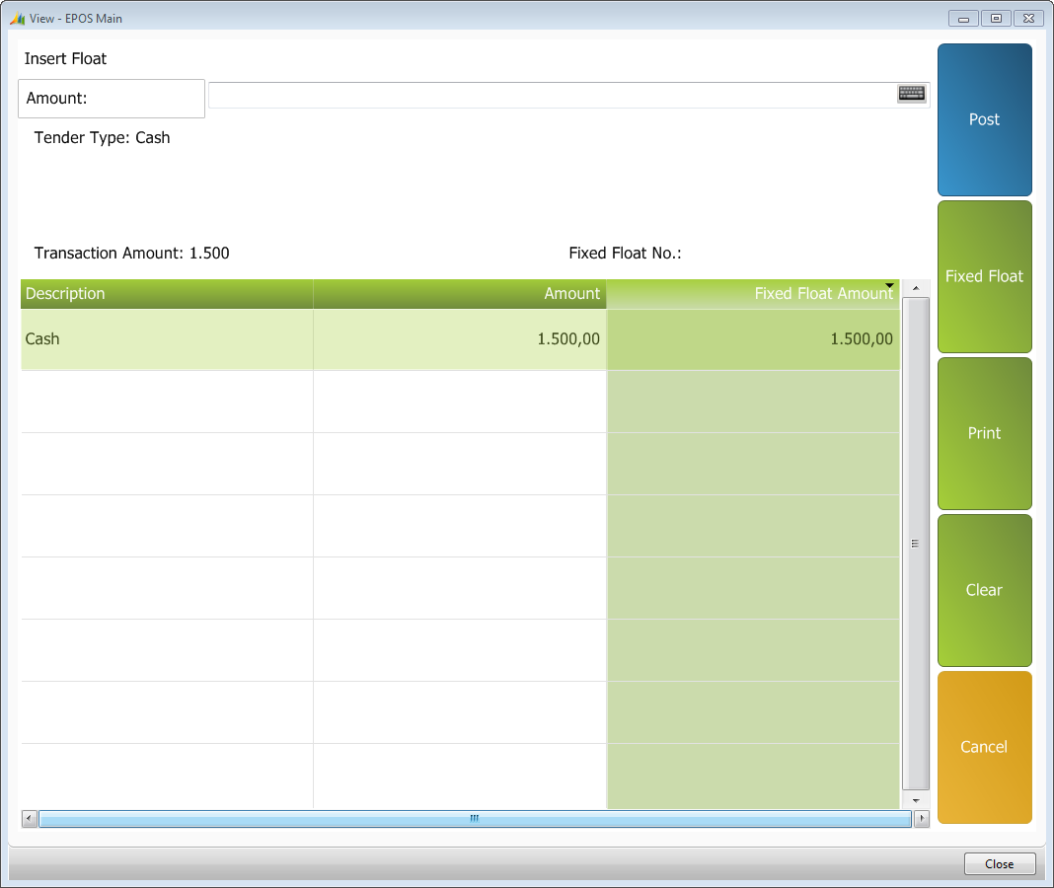 View - EPOS Main
Insert Float
Amount:
Tender Type: Cash
Transaction Amount: 1.500 Fixed Float No.:
Description Amount Fixed Float Amount
Cash 1.500,00 1.500,00
Post
Fixed Float
Print
Clear
Cancel
Close